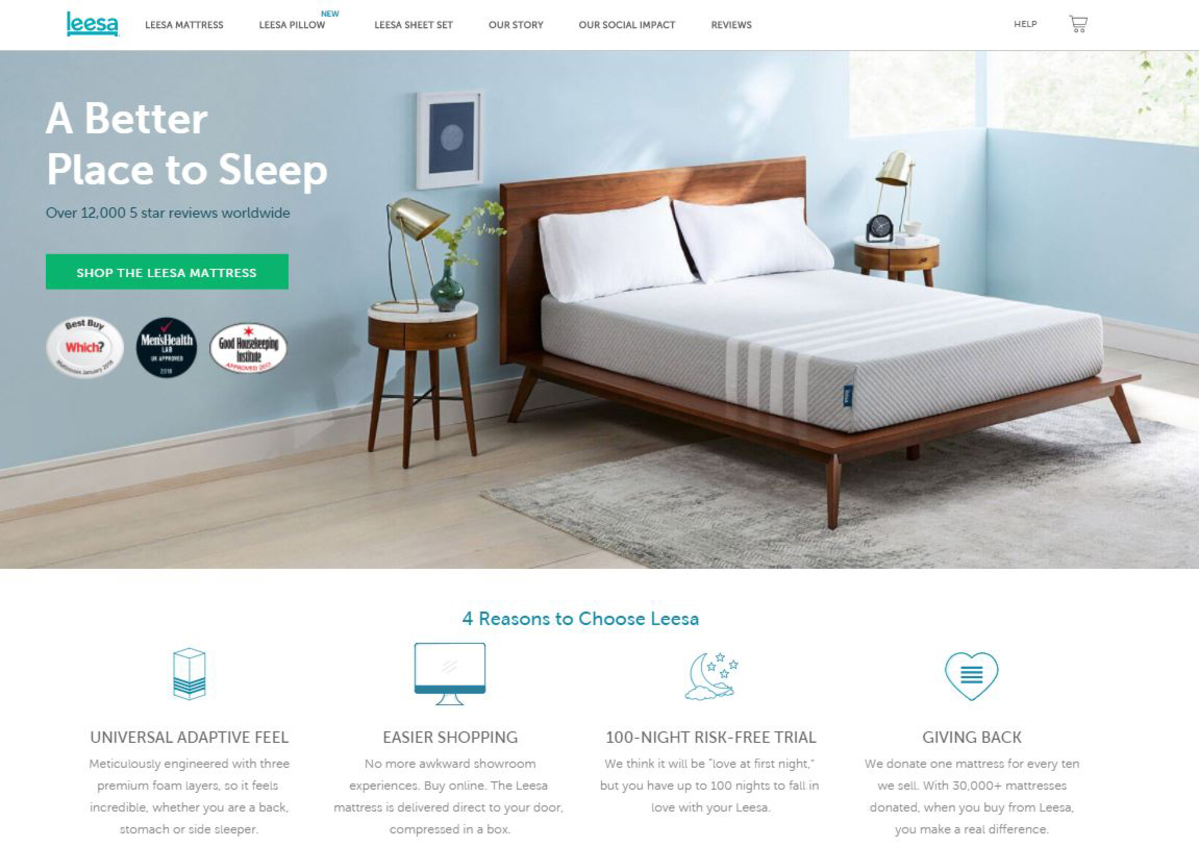 leesa
LEESA MATTRESS
LEESA PILLOW
NEW
LEESA SHEET SET
OUR STORY
OUR SOCIAL IMPACT
REVIEWS
HELP
A Better
Place to Sleep
Over 12,000 5 star reviews worldwide
SHOP THE LEESA MATTRESS
Best Buy
Which?
Men'sHealth
LAB
UK APPROVED
2018
Good Housekeeping
Institute
APPROVED 2017
4 Reasons to Choose Leesa
UNIVERSAL ADAPTIVE FEEL
Meticulously engineered with three
premium foam layers, so it feels
incredible, whether you are a back,
stomach or side sleeper.
EASIER SHOPPING
No more awkward showroom
experiences. Buy online. The Leesa
mattress is delivered direct to your door,
compressed in a box.
100-NIGHT RISK-FREE TRIAL
We think it will be "love at first night,"
but you have up to 100 nights to fall in
love with your Leesa.
GIVING BACK
We donate one mattress for every ten
we sell. With 30,000+ mattresses
donated, when you buy from Leesa,
you make a real difference.